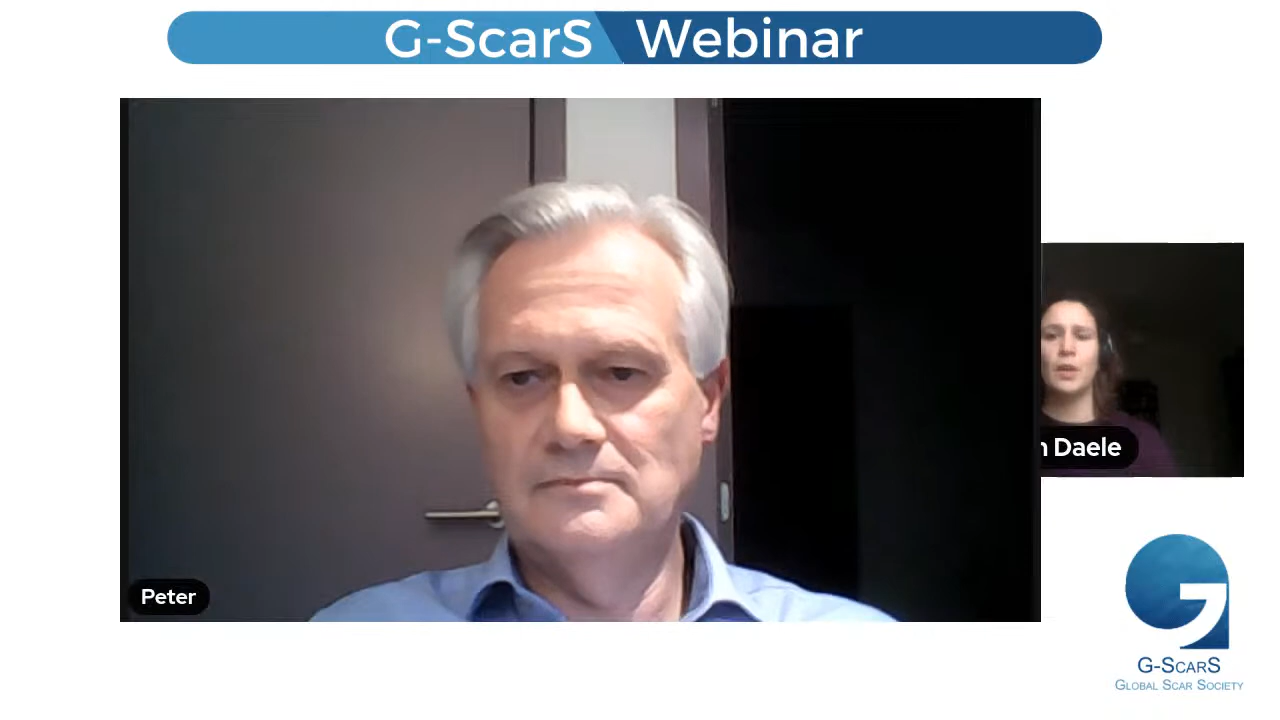 G-ScarS Webinar
Daele
Peter
G-ScarS
Global Scar Society